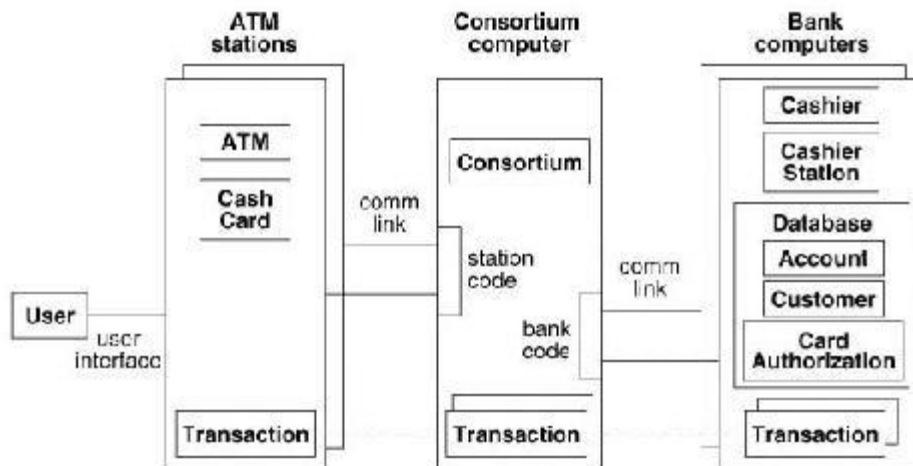 ATM
stations
Consortium
computer
Bank
computers
ATM
Cash
Card
Consortium
Cashier
Cashier
Station
Database
Account
Customer
Card
Authorization
comm
link
station
code
comm
link
bank
code
User
user
interface
Transaction
Transaction
Transaction